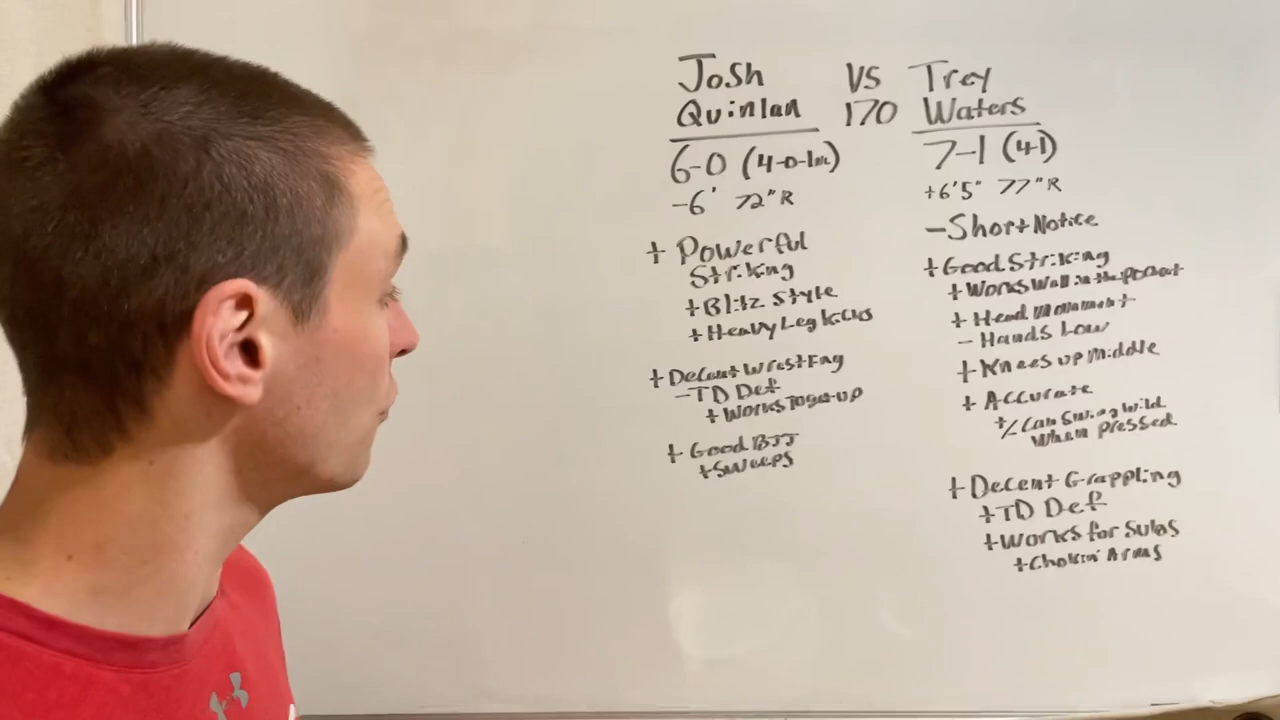 Josh VS Trey
Quinlan 170 Waters
6-0 (4-0-1nc)
-6' 72"R
+ Powerful
Striking
+Blitz Style
+Heavy Leg Kicks
+Decent Wrestling
-TD Def
+Works To get up
+ Good BJJ
+Sweeps
7-1 (4-1)
+6'5" 77"R
-Short Notice
+Good Striking
+Works Well in the pocket
+ Head Movement
- Hands Low
+Knees up Middle
+ Accurate
+/- Can Swing Wild
When pressed
+Decent Grappling
+TD Def
+Works for Subs
+Chokin' Arms